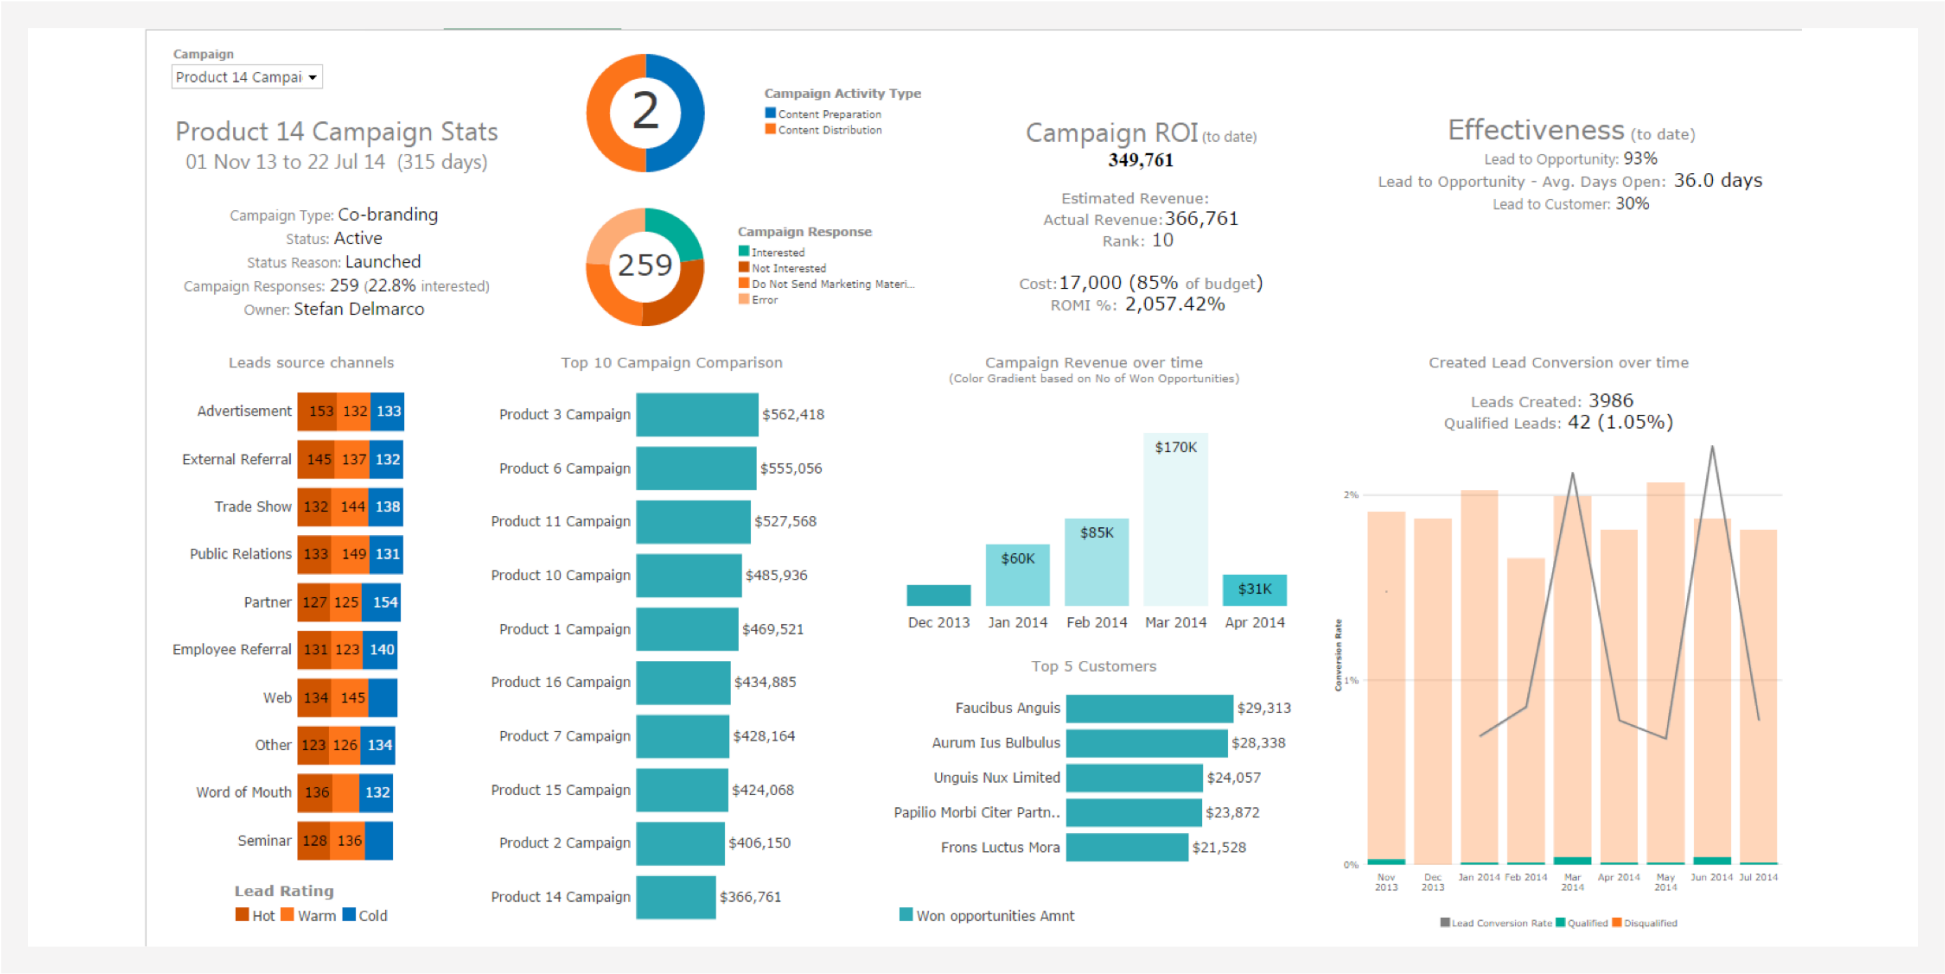 Campaign
Product 14 Campai
Product 14 Campaign Stats
01 Nov 13 to 22 Jul 14 (315 days)
Campaign Type: Co-branding
Status: Active
Status Reason: Launched
Campaign Responses: 259 (22.8% interested)
Owner: Stefan Delmarco
2
Campaign Activity Type
Content Preparation
Content Distribution
259
Campaign Response
Interested
Not Interested
Do Not Send Marketing Materi...
Error
Campaign ROI (to date)
349,761
Estimated Revenue:
Actual Revenue: 366,761
Rank: 10
Cost: 17,000 (85% of budget)
ROMI %: 2,057.42%
Effectiveness (to date)
Lead to Opportunity: 93%
Lead to Opportunity - Avg. Days Open: 36.0 days
Lead to Customer: 30%
Leads source channels
Advertisement 153 132 133
External Referral 145 137 132
Trade Show 132 144 138
Public Relations 133 149 131
Partner 127 125 154
Employee Referral 131 123 140
Web 134 145
Other 123 126 134
Word of Mouth 136 132
Seminar 128 136
Lead Rating
Hot Warm Cold
Top 10 Campaign Comparison
Product 3 Campaign $562,418
Product 6 Campaign $555,056
Product 11 Campaign $527,568
Product 10 Campaign $485,936
Product 1 Campaign $469,521
Product 16 Campaign $434,885
Product 7 Campaign $428,164
Product 15 Campaign $424,068
Product 2 Campaign $406,150
Product 14 Campaign $366,761
Campaign Revenue over time
(Color Gradient based on No of Won Opportunities)
$60K $85K $170K $31K
Dec 2013 Jan 2014 Feb 2014 Mar 2014 Apr 2014
Top 5 Customers
Faucibus Anguis $29,313
Aurum Ius Bulbulus $28,338
Unguis Nux Limited $24,057
Papilio Morbi Citer Partn.. $23,872
Frons Luctus Mora $21,528
Won opportunities Amnt
Created Lead Conversion over time
Leads Created: 3986
Qualified Leads: 42 (1.05%)
Conversion Rate
2%
1%
0%
Nov 2013 Dec 2013 Jan 2014 Feb 2014 Mar 2014 Apr 2014 May 2014 Jun 2014 Jul 2014
Lead Conversion Rate Qualified Disqualified